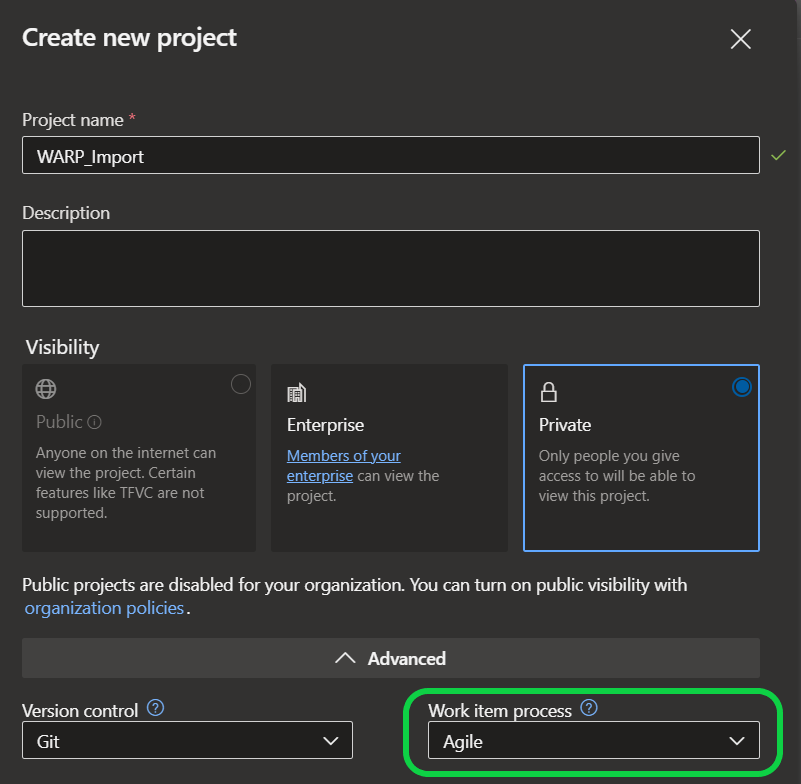 Create new project
Project name *
WARP_Import
Description
Visibility
Public
Anyone on the internet can
view the project. Certain
features like TFVC are not
supported.
Enterprise
Members of your
enterprise can view the
project.
Private
Only people you give
access to will be able to
view this project.
Public projects are disabled for your organization. You can turn on public visibility with
organization policies.
Advanced
Version control
Git
Work item process
Agile